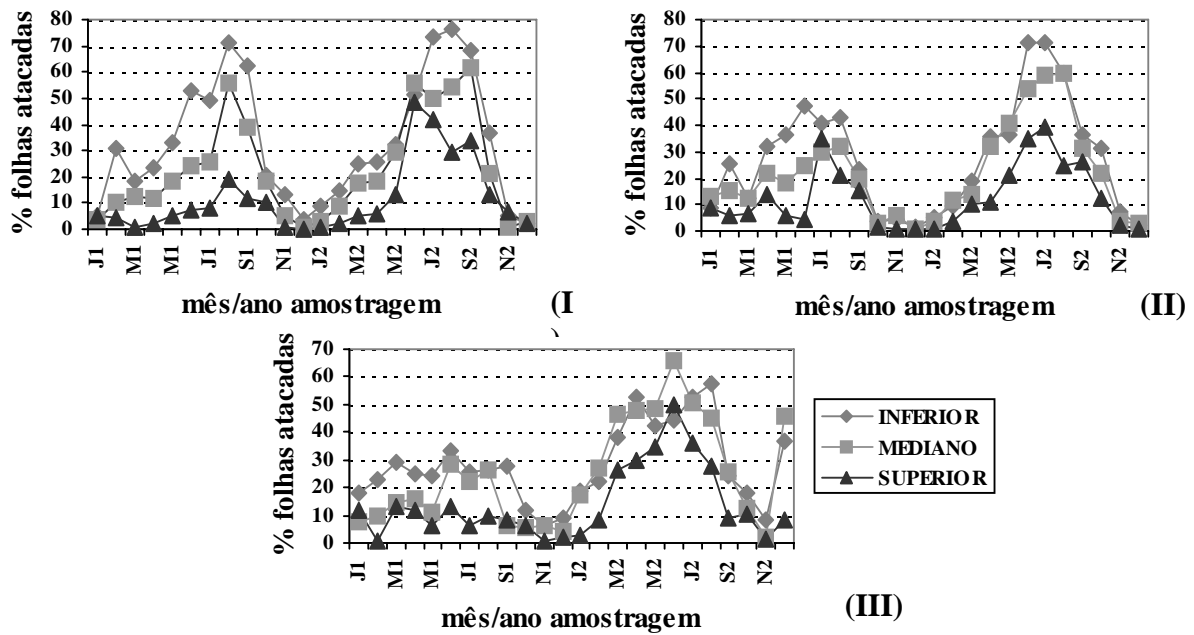 % folhas atacadas
80
70
60
50
40
30
20
10
0
J1
M1
M1
J1
S1
N1
J2
M2
M2
J2
S2
N2
mês/ano amostragem
(I
)
% folhas atacadas
80
70
60
50
40
30
20
10
0
J1
M1
M1
J1
S1
N1
J2
M2
M2
J2
S2
N2
mês/ano amostragem
(II)
% folhas atacadas
70
60
50
40
30
20
10
0
J1
M1
M1
J1
S1
N1
J2
M2
M2
J2
S2
N2
mês/ano amostragem
(III)
INFERIOR
MEDIANO
SUPERIOR